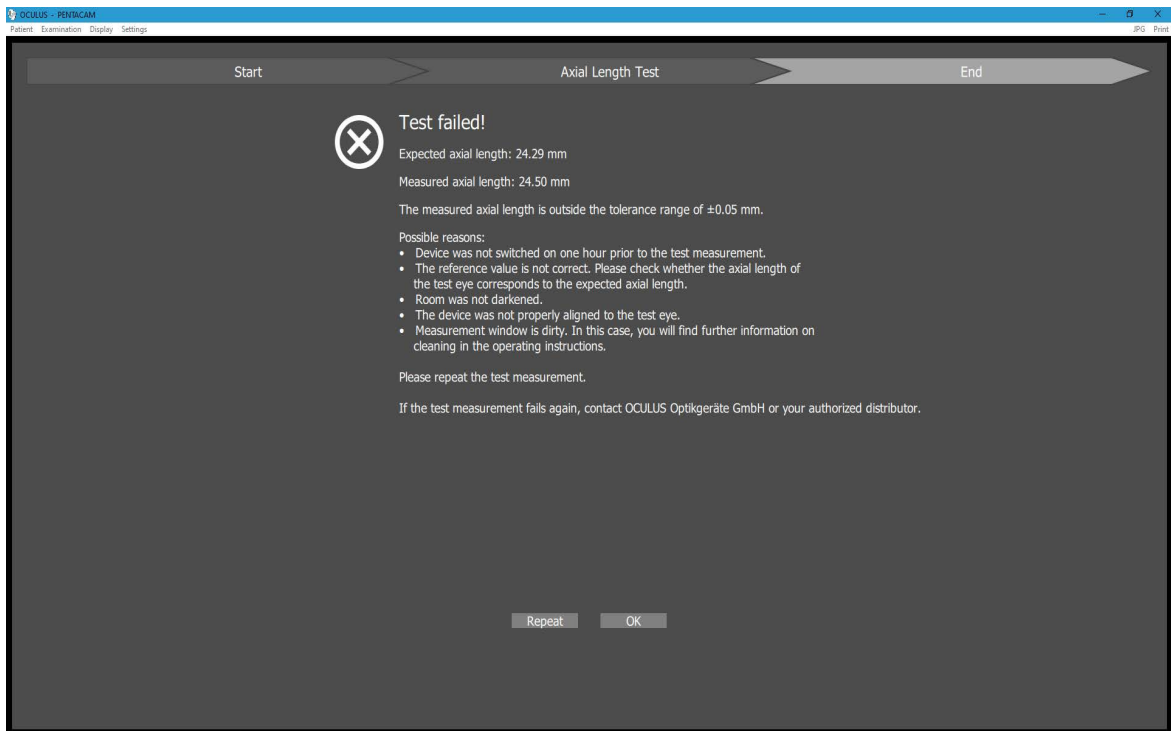 OCULUS - PENTACAM
Patient Examination Display Settings JPG Print
Start Axial Length Test End
Test failed!
Expected axial length: 24.29 mm
Measured axial length: 24.50 mm
The measured axial length is outside the tolerance range of ±0.05 mm.
Possible reasons:
• Device was not switched on one hour prior to the test measurement.
• The reference value is not correct. Please check whether the axial length of
the test eye corresponds to the expected axial length.
• Room was not darkened.
• The device was not properly aligned to the test eye.
• Measurement window is dirty. In this case, you will find further information on
cleaning in the operating instructions.
Please repeat the test measurement.
If the test measurement fails again, contact OCULUS Optikgeräte GmbH or your authorized distributor.
Repeat OK